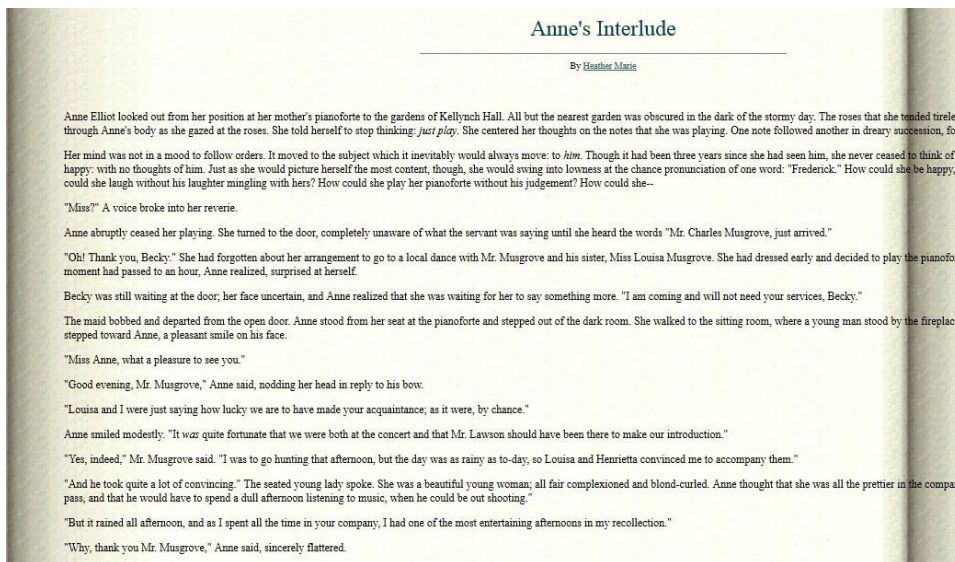 Anne's Interlude
By Heather Marie
Anne Elliot looked out from her position at her mother's pianoforte to the gardens of Kellynch Hall. All but the nearest garden was obscured in the dark of the stormy day. The roses that she tended
through Anne's body as she gazed at the roses. She told herself to stop thinking: just play. She centered her thoughts on the notes that she was playing. One note followed another in dreary succession,
Her mind was not in a mood to follow orders. It moved to the subject which it inevitably would always move: to him. Though it had been three years since she had seen him, she never ceased to think of
happy: with no thoughts of him. Just as she would picture herself the most content, though, she would swing into lowness at the chance pronunciation of one word: "Frederick." How could she be happy,
could she laugh without his laughter mingling with hers? How could she play her pianoforte without his judgement? How could she--
"Miss?" A voice broke into her reverie.
Anne abruptly ceased her playing. She turned to the door, completely unaware of what the servant was saying until she heard the words "Mr. Charles Musgrove, just arrived."
"Oh! Thank you, Becky." She had forgotten about her arrangement to go to a local dance with Mr. Musgrove and his sister, Miss Louisa Musgrove. She had dressed early and decided to play the
moment had passed to an hour, Anne realized, surprised at herself.
Becky was still waiting at the door; her face uncertain, and Anne realized that she was waiting for her to say something more. "I am coming and will not need your services, Becky."
The maid bobbed and departed from the open door. Anne stood from her seat at the pianoforte and stepped out of the dark room. She walked to the sitting room, where a young man stood by the
stepped toward Anne, a pleasant smile on his face.
"Miss Anne, what a pleasure to see you."
"Good evening, Mr. Musgrove," Anne said, nodding her head in reply to his bow.
"Louisa and I were just saying how lucky we are to have made your acquaintance; as it were, by chance."
Anne smiled modestly. "It was quite fortunate that we were both at the concert and that Mr. Lawson should have been there to make our introduction."
"Yes, indeed," Mr. Musgrove said. "I was to go hunting that afternoon, but the day was as rainy as to-day, so Louisa and Henrietta convinced me to accompany them."
"And he took quite a lot of convincing." The seated young lady spoke. She was a beautiful young woman; all fair complexioned and blond-curled. Anne thought that she was all the prettier in the
pass, and that he would have to spend a dull afternoon listening to music, when he could be out shooting."
"But it rained all afternoon, and as I spent all the time in your company, I had one of the most entertaining afternoons in my recollection."
"Why, thank you Mr. Musgrove," Anne said, sincerely flattered.